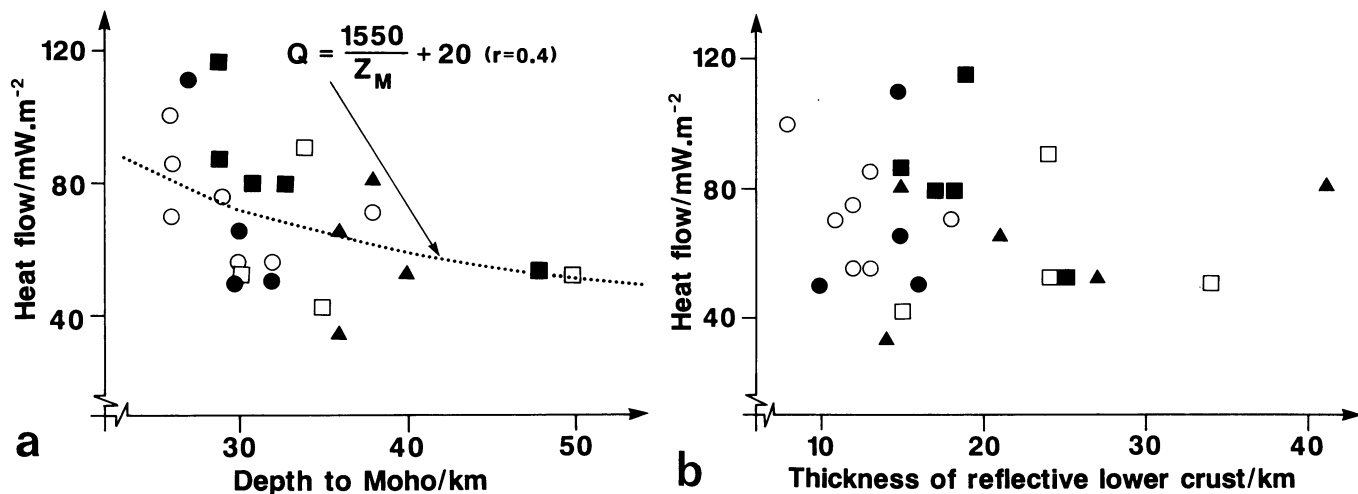 120
80
40
Heat flow/mW.m⁻²
Q = 1550/Z_M + 20 (r=0.4)
30
40
50
Depth to Moho/km
a
120
80
40
Heat flow/mW.m⁻²
10
20
30
40
Thickness of reflective lower crust/km
b